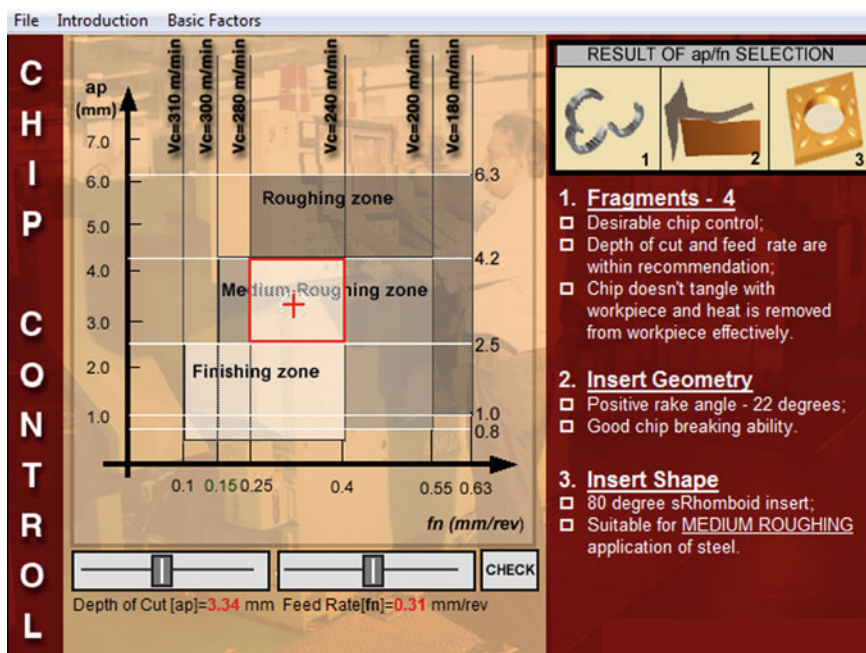 File Introduction Basic Factors
CHIP CONTROL
ap
(mm)
7.0
6.0
5.0
4.0
3.0
2.0
1.0
Vc=310 m/min
Vc=300 m/min
Vc=280 m/min
Vc=240 m/min
Vc=200 m/min
Vc=180 m/min
Roughing zone
Medium Roughing zone
Finishing zone
6.3
4.2
2.5
1.0
0.8
0.1 0.15 0.25 0.4 0.55 0.63
fn (mm/rev)
CHECK
Depth of Cut [ap]=3.34 mm Feed Rate[fn]=0.31 mm/rev
RESULT OF ap/fn SELECTION
1 2 3
1. Fragments - 4
Desirable chip control;
Depth of cut and feed rate are
within recommendation;
Chip doesn't tangle with
workpiece and heat is removed
from workpiece effectively.
2. Insert Geometry
Positive rake angle - 22 degrees;
Good chip breaking ability.
3. Insert Shape
80 degree sRhomboid insert;
Suitable for MEDIUM ROUGHING
application of steel.